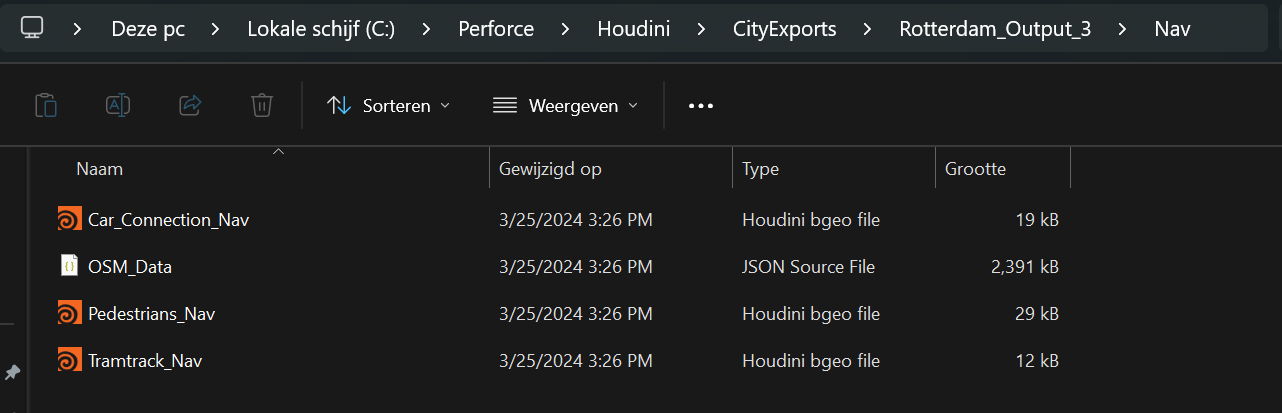 Deze pc > Lokale schijf (C:) > Perforce > Houdini > CityExports > Rotterdam_Output_3 > Nav
Sorteren Weergeven
Naam Gewijzigd op Type Grootte
Car_Connection_Nav 3/25/2024 3:26 PM Houdini bgeo file 19 kB
OSM_Data 3/25/2024 3:26 PM JSON Source File 2,391 kB
Pedestrians_Nav 3/25/2024 3:26 PM Houdini bgeo file 29 kB
Tramtrack_Nav 3/25/2024 3:26 PM Houdini bgeo file 12 kB